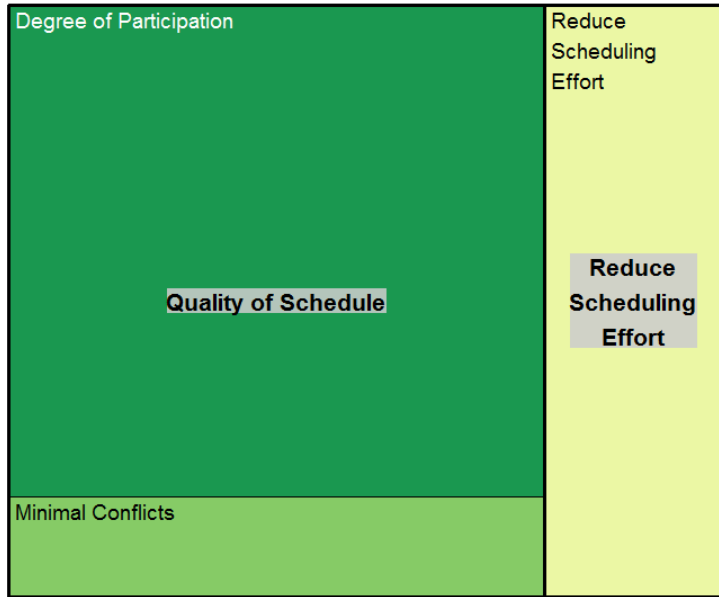 Degree of Participation
Reduce
Scheduling
Effort
Quality of Schedule
Reduce
Scheduling
Effort
Minimal Conflicts